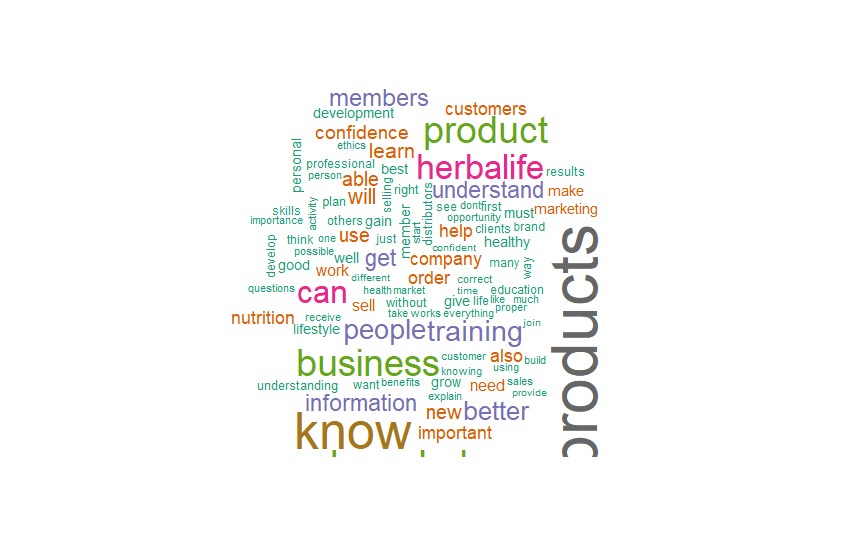 members
customers
development
product
confidence
ethics
learn
herbalife
professional
results
personal
person
able
best
understand
make
will
selling
right
plan
distributors
see
dont
first
marketing
skills
importance
activity
others
gain
member
start
opportunity
must
think
one
use
just
help
clients
brand
confident
healthy
develop
possible
well
get
company
many
way
good
work
different
order
correct
questions
can
health
market
time
education
sell
without
give
life
like
much
nutrition
receive
take
works
everything
proper
lifestyle
people
training
join
products
business
customer
also
build
knowing
using
understanding
want
benefits
grow
need
sales
explain
provide
information
new
better
know
important